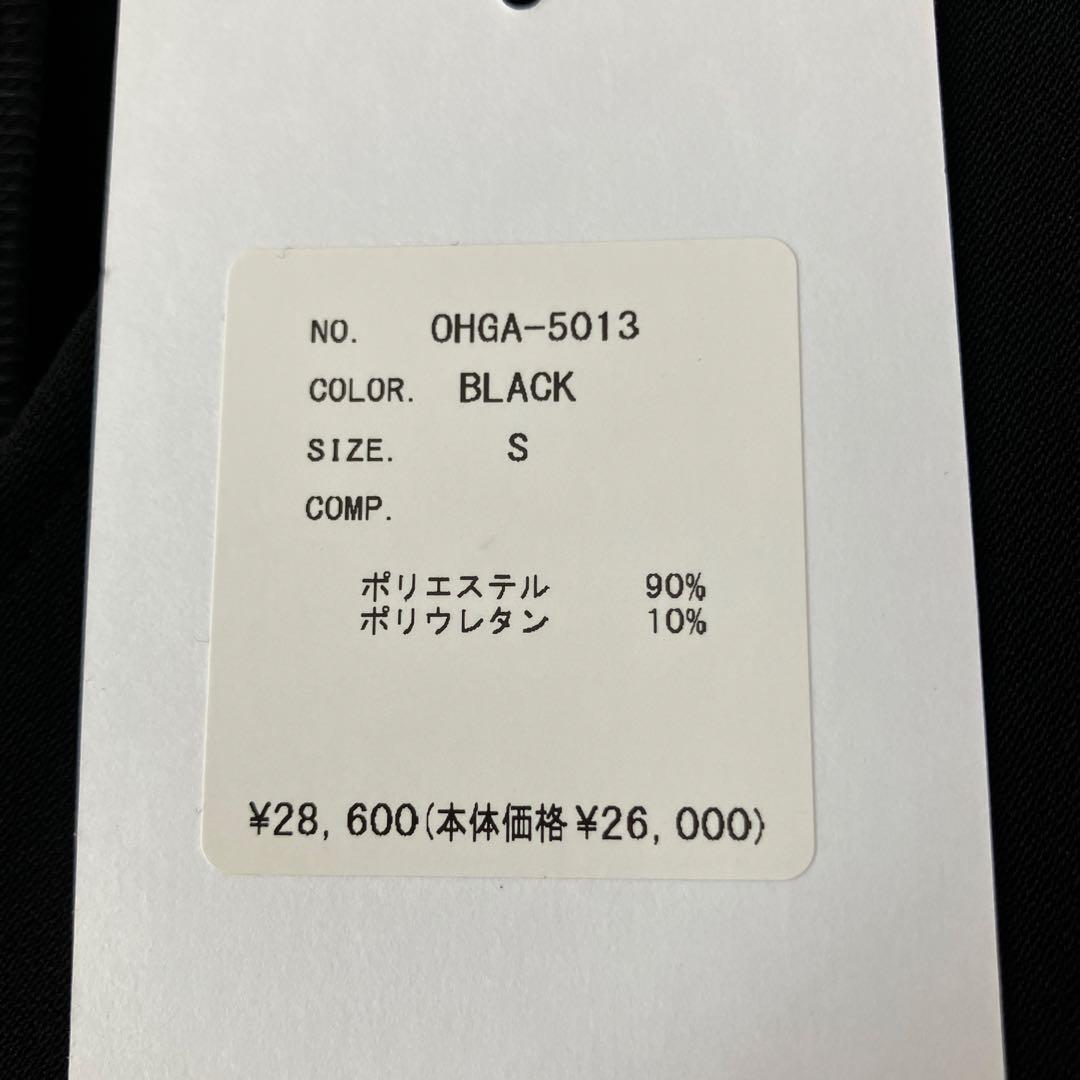 NO. OHGA-5013
COLOR. BLACK
SIZE. S
COMP.
ポリエステル 90%
ポリウレタン 10%
¥28,600(本体価格¥26,000)